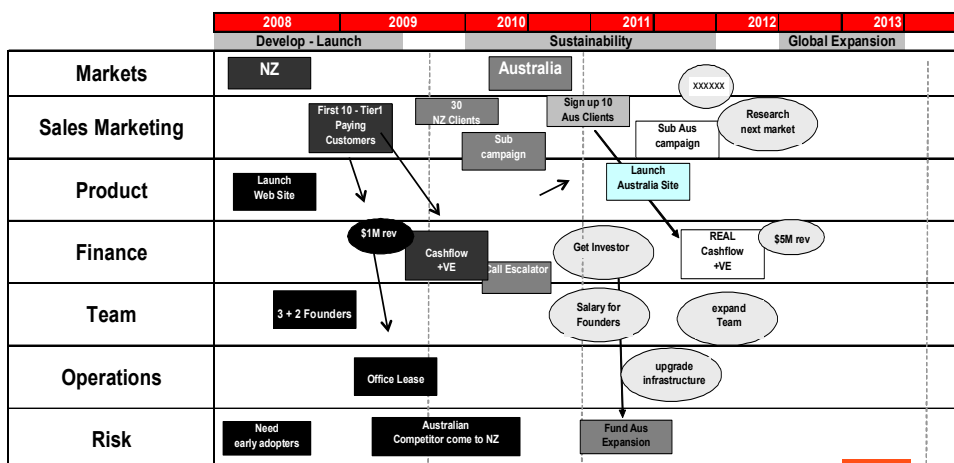 2008 2009 2010 2011 2012 2013
Develop - Launch Sustainability Global Expansion
Markets
NZ
Australia
xxxxxx
Sales Marketing
First 10 - Tier1
Paying
Customers
30
NZ Clients
Sub
campaign
Sign up 10
Aus Clients
Sub Aus
campaign
Research
next market
Product
Launch
Web Site
Launch
Australia Site
Finance
$1M rev
Cashflow
+VE
Call Escalator
Get Investor
REAL
Cashflow
+VE
$5M rev
Team
3 + 2 Founders
Salary for
Founders
expand
Team
Operations
Office Lease
upgrade
infrastructure
Risk
Need
early adopters
Australian
Competitor come to NZ
Fund Aus
Expansion